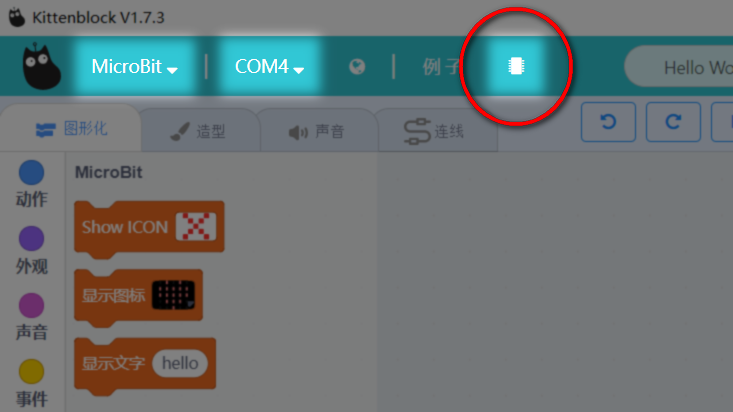 Kittenblock V1.7.3
MicroBit COM4 例子 Hello Wo
图形化 造型 声音 连线
MicroBit
动作
外观
声音
事件
Show ICON
显示图标
显示文字 hello